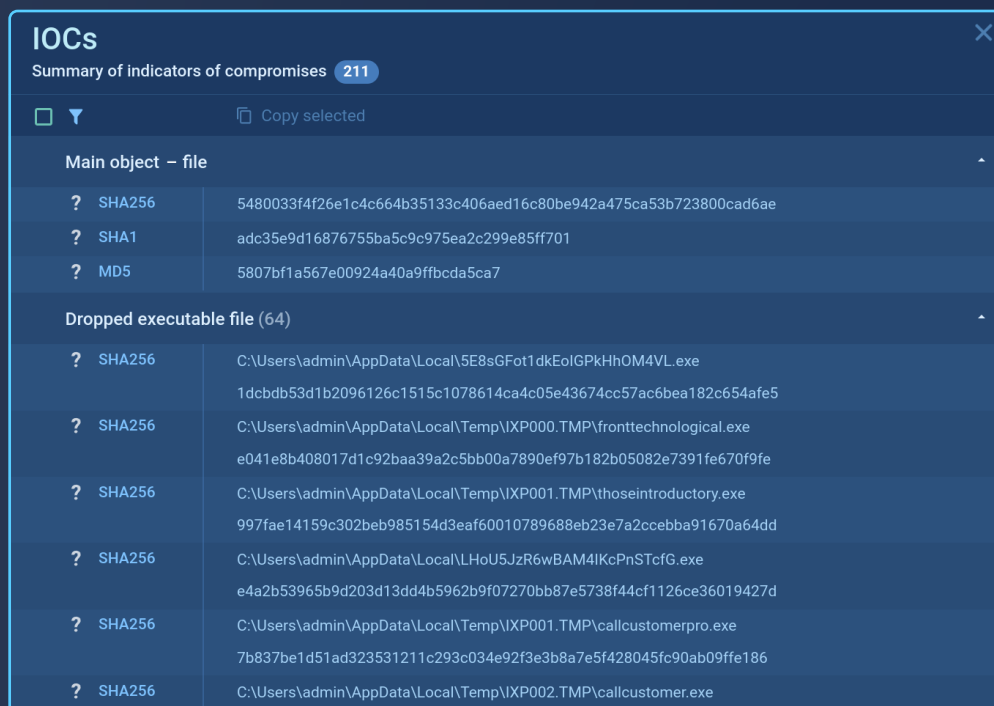 IOCs
Summary of indicators of compromises 211
Copy selected
Main object – file
? SHA256 5480033f4f26e1c4c664b35133c406aed16c80be942a475ca53b723800cad6ae
? SHA1 adc35e9d16876755ba5c9c975ea2c299e85ff701
? MD5 5807bf1a567e00924a40a9ffbcda5ca7
Dropped executable file (64)
? SHA256 C:\Users\admin\AppData\Local\5E8sGFot1dkEoIGPkHhOM4VL.exe
1dcbdb53d1b2096126c1515c1078614ca4c05e43674cc57ac6bea182c654afe5
? SHA256 C:\Users\admin\AppData\Local\Temp\IXP000.TMP\fronttechnological.exe
e041e8b408017d1c92baa39a2c5bb00a7890ef97b182b05082e7391fe670f9fe
? SHA256 C:\Users\admin\AppData\Local\Temp\IXP001.TMP\thoseintroductory.exe
997fae14159c302beb985154d3eaf60010789688eb23e7a2ccebba91670a64dd
? SHA256 C:\Users\admin\AppData\Local\LHoU5JzR6wBAM4IKcPnSTcfG.exe
e4a2b53965b9d203d13dd4b5962b9f07270bb87e5738f44cf1126ce36019427d
? SHA256 C:\Users\admin\AppData\Local\Temp\IXP001.TMP\callcustomerpro.exe
7b837be1d51ad323531211c293c034e92f3e3b8a7e5f428045fc90ab09ffe186
? SHA256 C:\Users\admin\AppData\Local\Temp\IXP002.TMP\callcustomer.exe